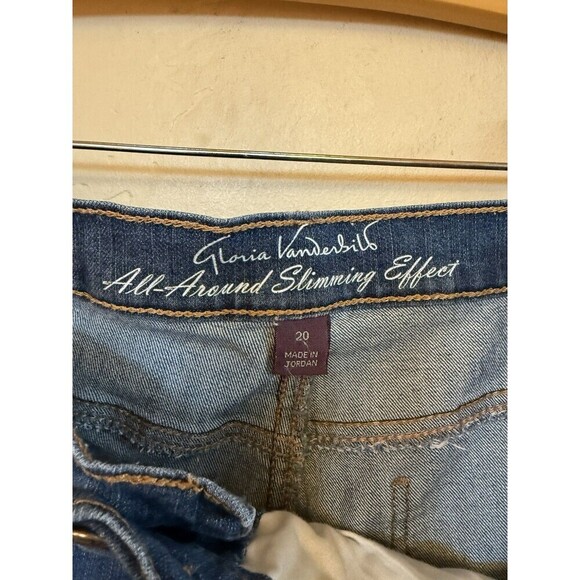 Gloria Vanderbilt
All-Around Slimming Effect
20
MADE IN
JORDAN